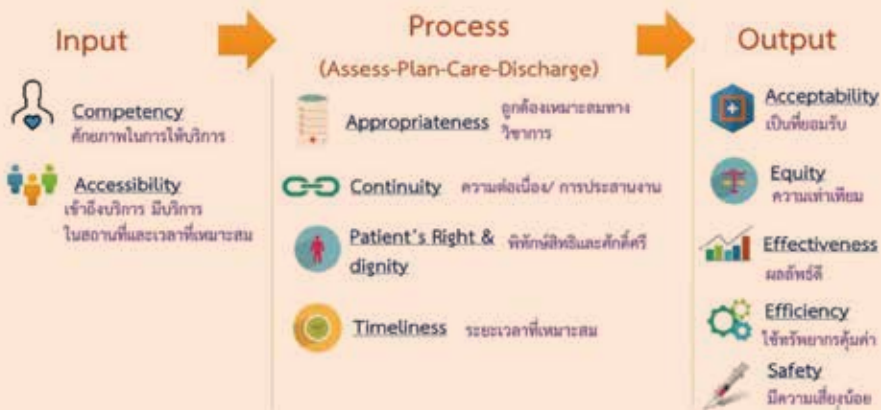 Input
Competency
ศักยภาพในการให้บริการ
Accessibility
เข้าถึงบริการ มีบริการ
ในสถานที่และเวลาที่เหมาะสม
Process
(Assess-Plan-Care-Discharge)
Appropriateness
ถูกต้องเหมาะสมทาง
วิชาการ
Continuity ความต่อเนื่อง/ การประสานงาน
Patient's Right & พิทักษ์สิทธิและศักดิ์ศรี
dignity
Timeliness ระยะเวลาที่เหมาะสม
Output
Acceptability
เป็นที่ยอมรับ
Equity
ความเท่าเทียม
Effectiveness
ผลลัพธ์ดี
Efficiency
ใช้ทรัพยากรคุ้มค่า
Safety
มีความเสี่ยงน้อย